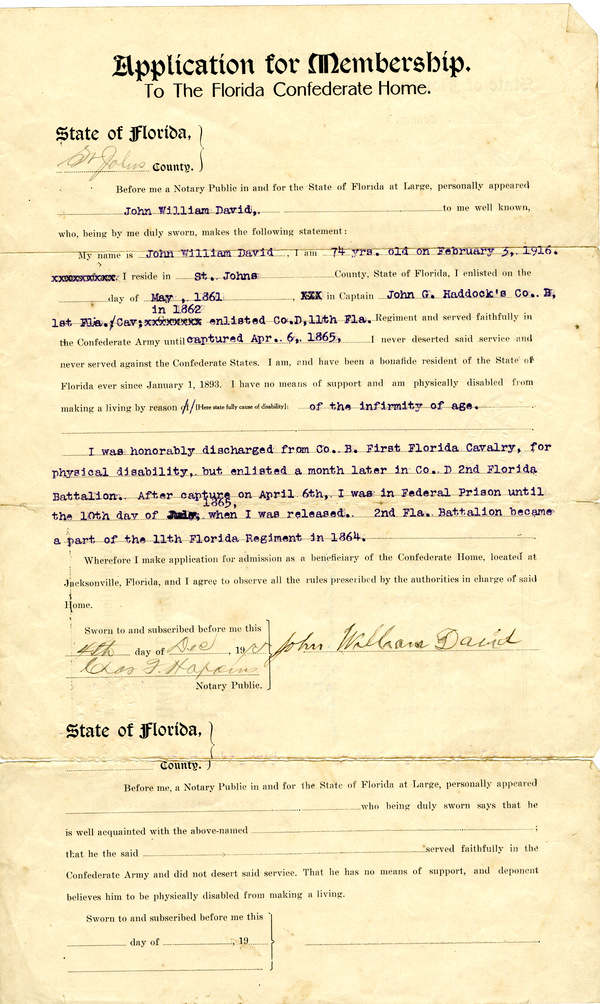 Application for Membership.
To The Florida Confederate Home.
State of Florida,
St Johns County.
Before me a Notary Public in and for the State of Florida at Large, personally appeared
John William David,. to me well known,
who, being by me duly sworn, makes the following statement:
My name is John William David , I am 74 yrs. old on February 3, 1916.
xxxxxxxxxx. I reside in St. Johns County, State of Florida, I enlisted on the
day of May , 1861 , XXX in Captain John G. Haddock's Co. B,
in 1862
1st Fla./Cav;xxxxxxxx enlisted Co.D,11th Fla. Regiment and served faithfully in
the Confederate Army until captured Apr. 6, 1865, I never deserted said service and
never served against the Confederate States. I am, and have been a bonafide resident of the State of
Florida ever since January 1, 1893. I have no means of support and am physically disabled from
making a living by reason [Here state fully cause of disability]: of the infirmity of age.
I was honorably discharged from Co. B. First Florida Cavalry, for
physical disability, but enlisted a month later in Co. D 2nd Florida
Battalion. After capture on April 6th, I was in Federal Prison until
1865,
the 10th day of July, when I was released. 2nd Fla. Battalion became
a part of the 11th Florida Regiment in 1864.
Wherefore I make application for admission as a beneficiary of the Confederate Home, located at
Jacksonville, Florida, and I agree to observe all the rules prescribed by the authorities in charge of said
Home.
Sworn to and subscribed before me this
4th day of Dec , 19
John William David
Chas F. Hopkins
Notary Public.
State of Florida,
County.
Before me, a Notary Public in and for the State of Florida at Large, personally appeared
who being duly sworn says that he
is well acquainted with the above-named ;
that he the said served faithfully in the
Confederate Army and did not desert said service. That he has no means of support, and deponent
believes him to be physically disabled from making a living.
Sworn to and subscribed before me this
day of , 19